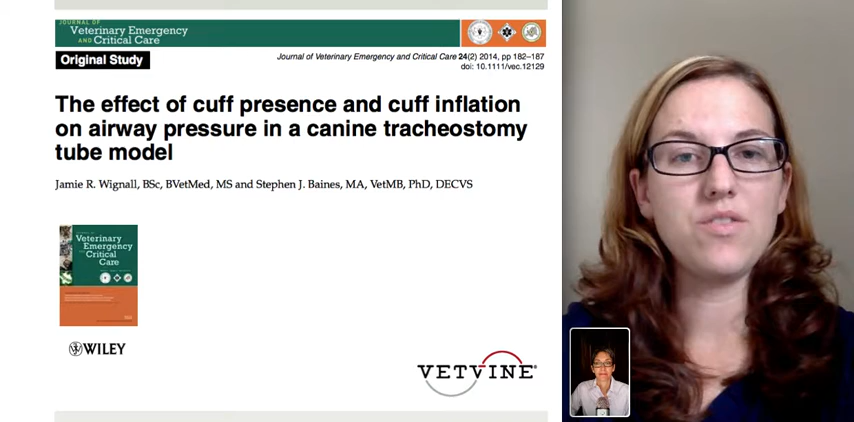 JOURNAL OF
Veterinary Emergency
AND Critical Care
Original Study
Journal of Veterinary Emergency and Critical Care 24(2) 2014, pp 182–187
doi: 10.1111/vec.12129
The effect of cuff presence and cuff inflation
on airway pressure in a canine tracheostomy
tube model
Jamie R. Wignall, BSc, BVetMed, MS and Stephen J. Baines, MA, VetMB, PhD, DECVS
Veterinary
Emergency
Critical
Care
WILEY
VETVINE®